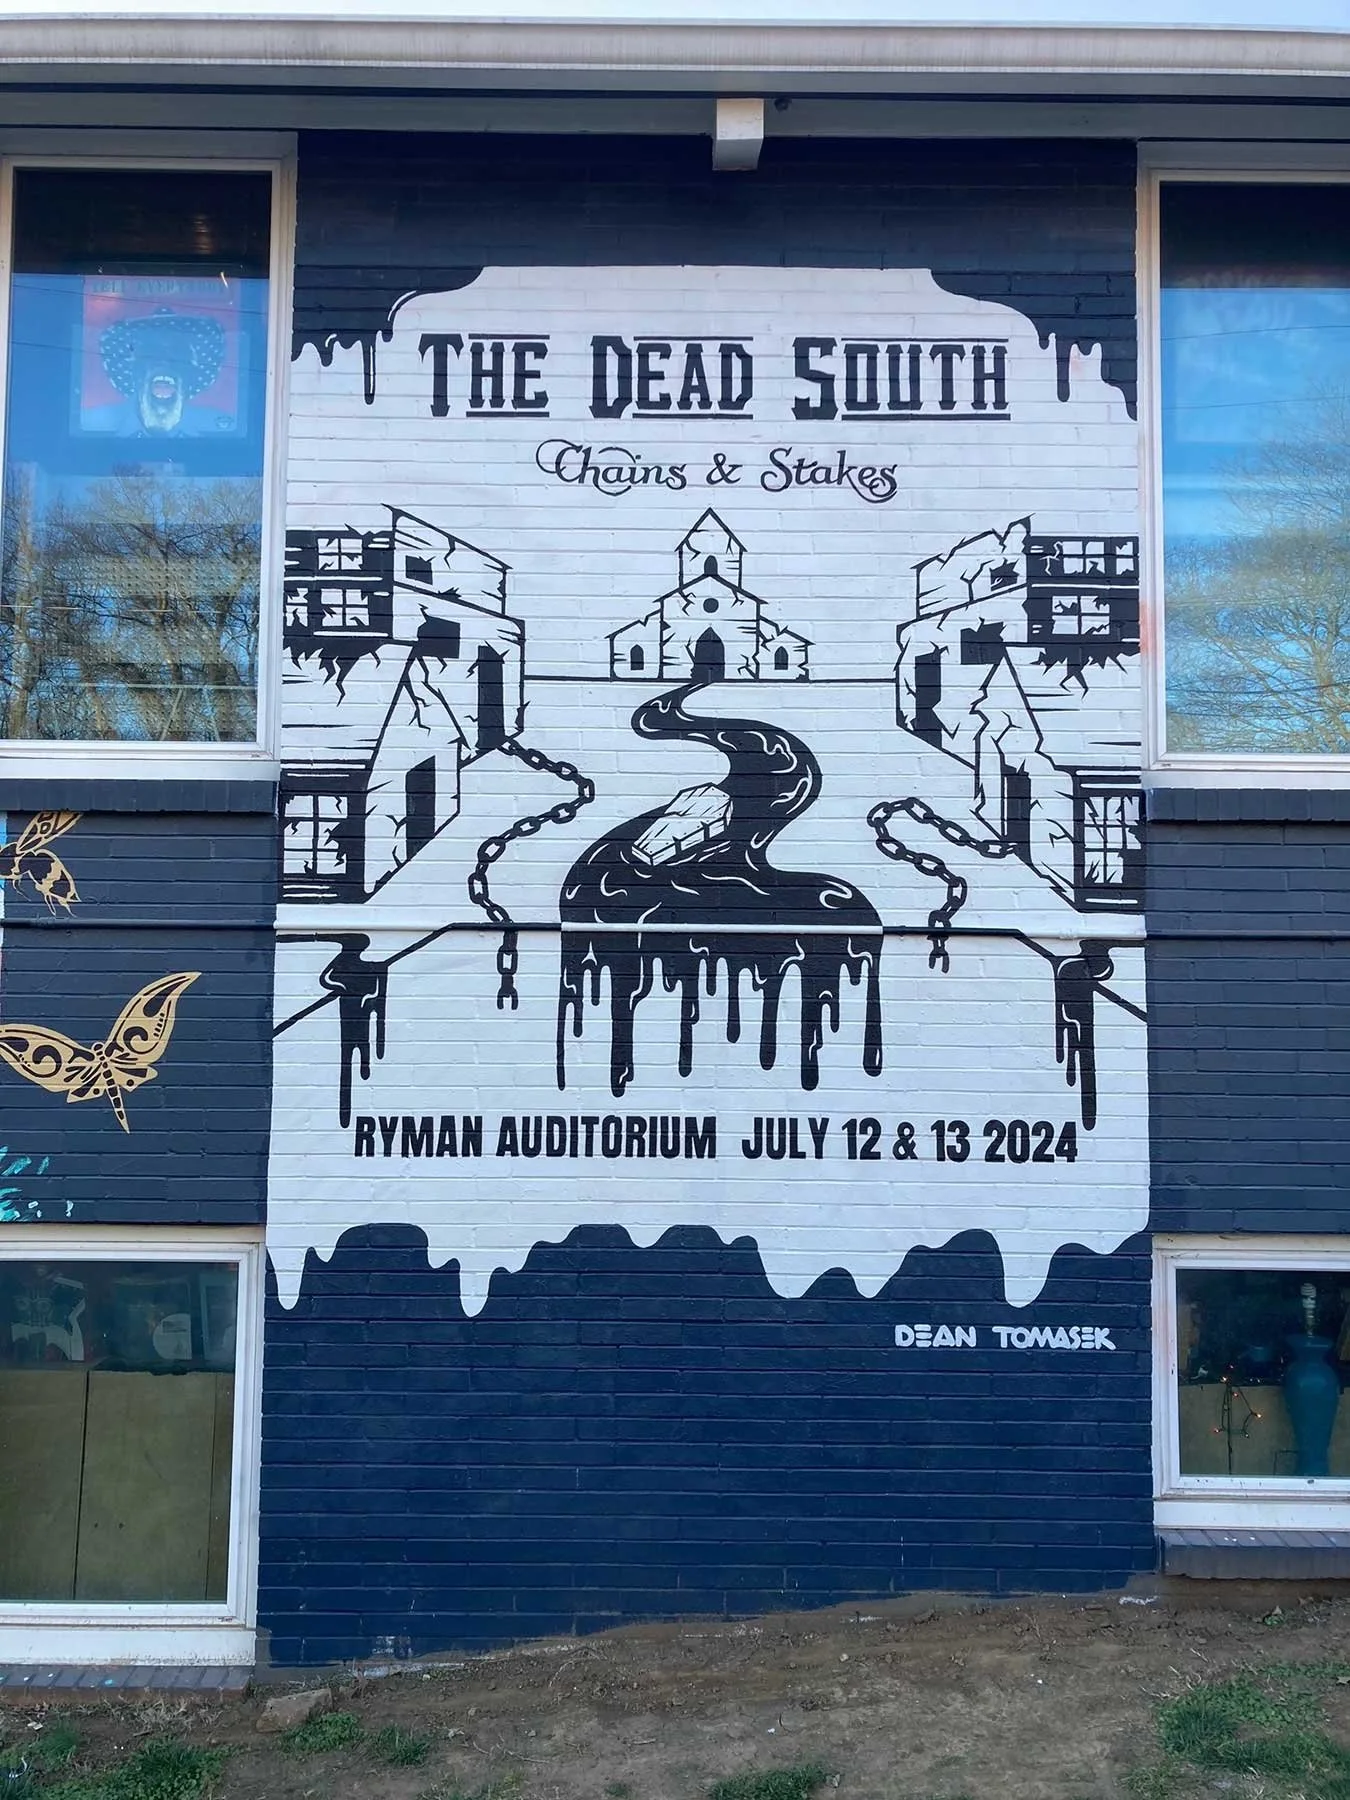 The Dead South
Chains & Stakes
RYMAN AUDITORIUM JULY 12 & 13 2024
DEAN TOMASEK